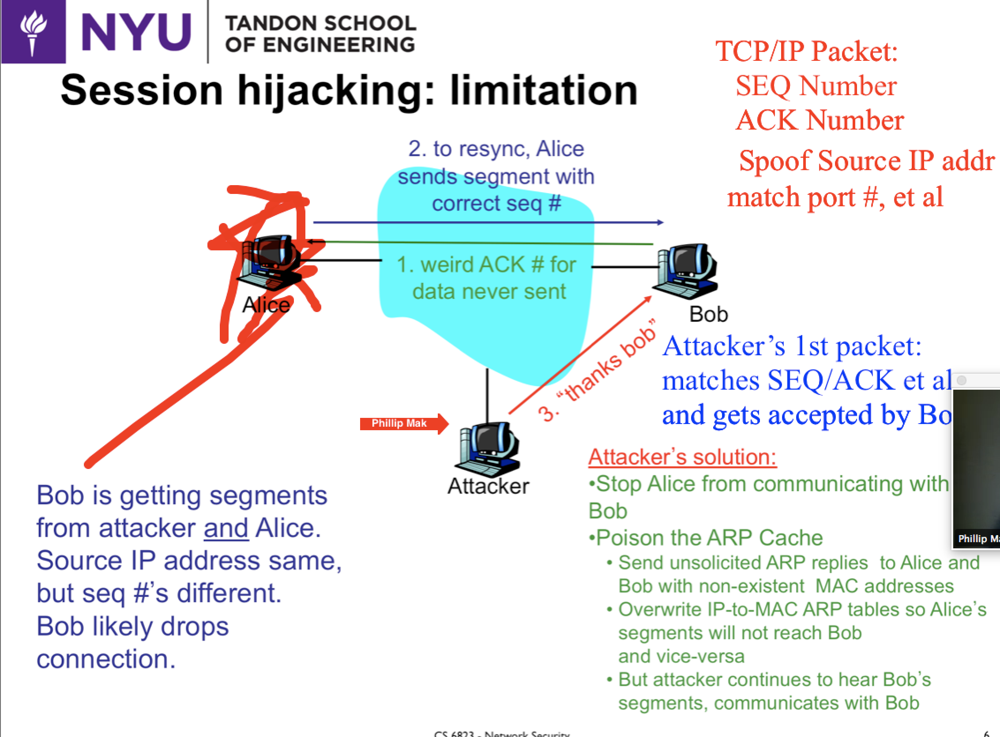 NYU
TANDON SCHOOL
OF ENGINEERING
Session hijacking: limitation
TCP/IP Packet:
SEQ Number
ACK Number
Spoof Source IP addr
match port #, et al
2. to resync, Alice
sends segment with
correct seq #
1. weird ACK # for
data never sent
Alice
Bob
3. “thanks bob”
Attacker’s 1st packet:
matches SEQ/ACK et al
and gets accepted by Bo
Phillip Mak
Attacker
Bob is getting segments
from attacker and Alice.
Source IP address same,
but seq #’s different.
Bob likely drops
connection.
Attacker’s solution:
•Stop Alice from communicating with
Bob
•Poison the ARP Cache
• Send unsolicited ARP replies to Alice and
Bob with non-existent MAC addresses
• Overwrite IP-to-MAC ARP tables so Alice’s
segments will not reach Bob
and vice-versa
• But attacker continues to hear Bob’s
segments, communicates with Bob
Phillip Ma
CS 6823 - Network Security
6